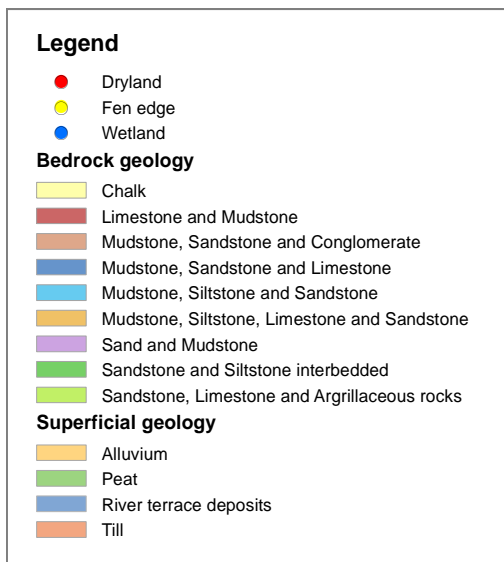 Legend
Dryland
Fen edge
Wetland
Bedrock geology
Chalk
Limestone and Mudstone
Mudstone, Sandstone and Conglomerate
Mudstone, Sandstone and Limestone
Mudstone, Siltstone and Sandstone
Mudstone, Siltstone, Limestone and Sandstone
Sand and Mudstone
Sandstone and Siltstone interbedded
Sandstone, Limestone and Argrillaceous rocks
Superficial geology
Alluvium
Peat
River terrace deposits
Till